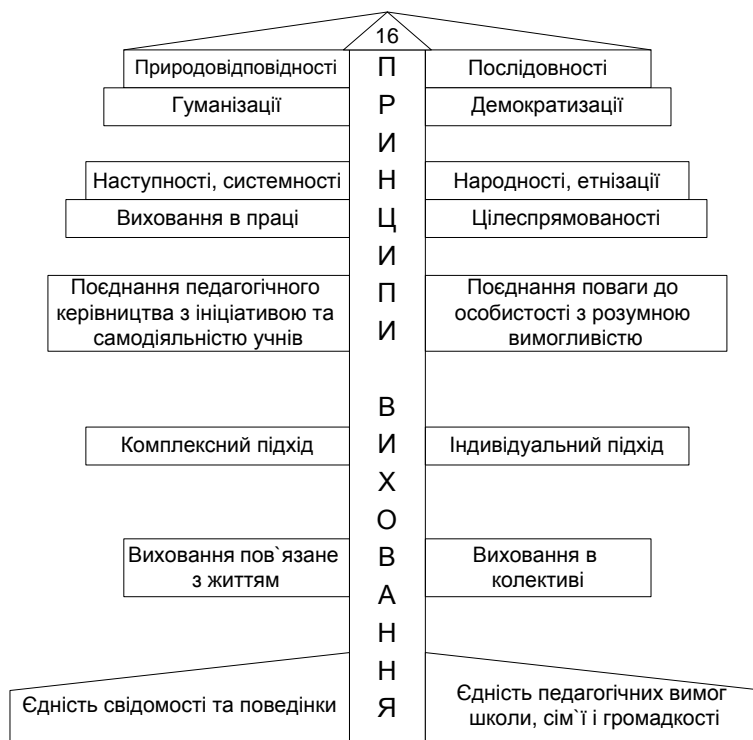 16
ПРИНЦИПИ ВИХОВАННЯ
Природовідповідності
Послідовності
Гуманізації
Демократизації
Наступності, системності
Народності, етнізації
Виховання в праці
Цілеспрямованості
Поєднання педагогічного
керівництва з ініціативою та
самодіяльністю учнів
Поєднання поваги до
особистості з розумною
вимогливістю
Комплексний підхід
Індивідуальний підхід
Виховання пов`язане
з життям
Виховання в
колективі
Єдність свідомості та поведінки
Єдність педагогічних вимог
школи, сім`ї і громадкості